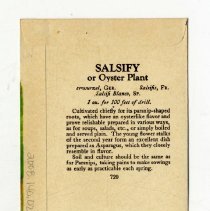 SALSIFY
or Oyster Plant
Ger. Salsifis, Fr.
Salsifi Blanco, Sp.
1 oz. for 100 feet of drill.
Cultivated chiefly for its parsnip-shaped
roots, which have an oysterlike flavor and
prove relishable prepared in various ways,
as for soups, salads, etc., or simply boiled
and served plain. The young flower stalks
of the second year form an excellent dish
prepared as Asparagus, which they closely
resemble in flavor.
Soil and culture should be the same as
for Parsnips, taking pains to make sowings
as early as practicable each spring.
720